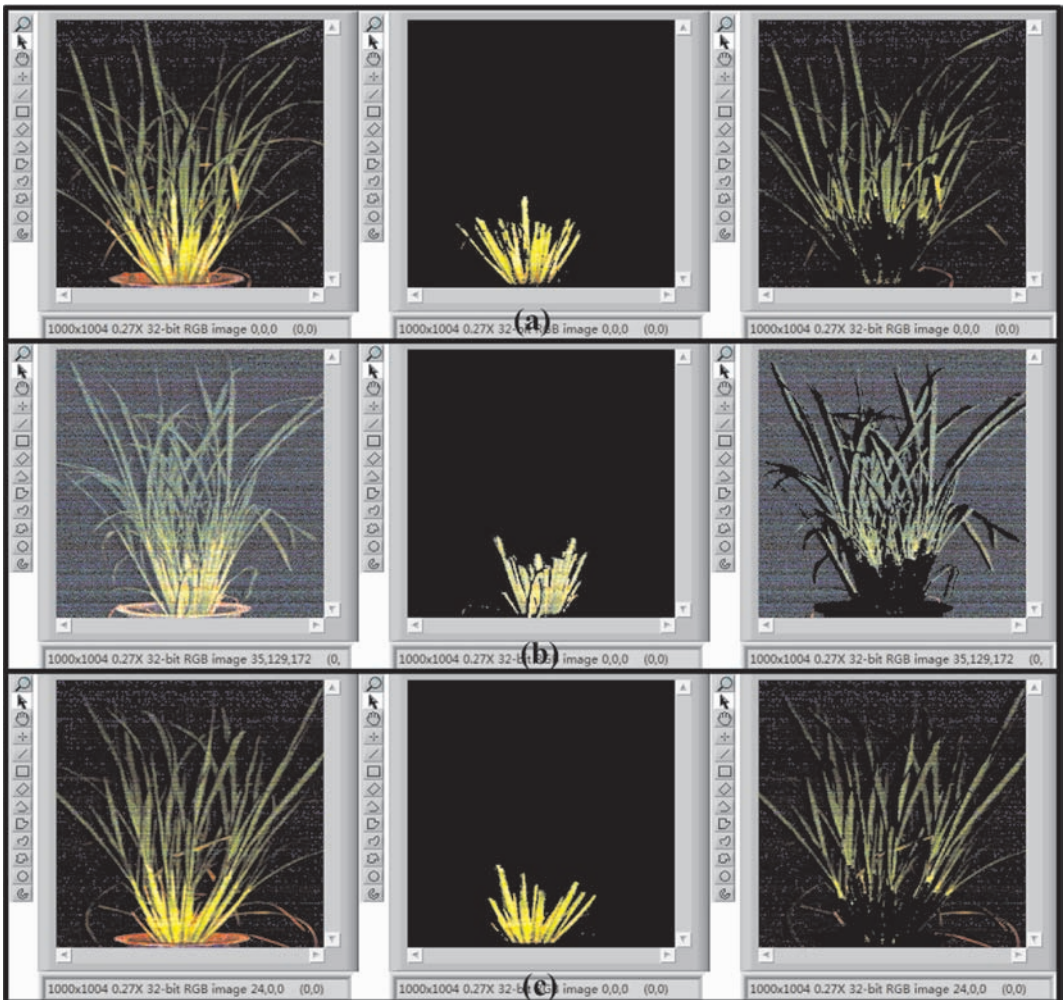 1000x1004 0.27X 32-bit RGB image 0,0,0 (0,0)
1000x1004 0.27X 32-bit RGB image 0,0,0 (0,0)
1000x1004 0.27X 32-bit RGB image 0,0,0 (0,0)
(a)
1000x1004 0.27X 32-bit RGB image 35,129,172 (0,
1000x1004 0.27X 32-bit RGB image 0,0,0 (0,0)
1000x1004 0.27X 32-bit RGB image 35,129,172 (0,
(b)
1000x1004 0.27X 32-bit RGB image 24,0,0 (0,0)
1000x1004 0.27X 32-bit RGB image 0,0,0 (0,0)
1000x1004 0.27X 32-bit RGB image 24,0,0 (0,0)
(c)